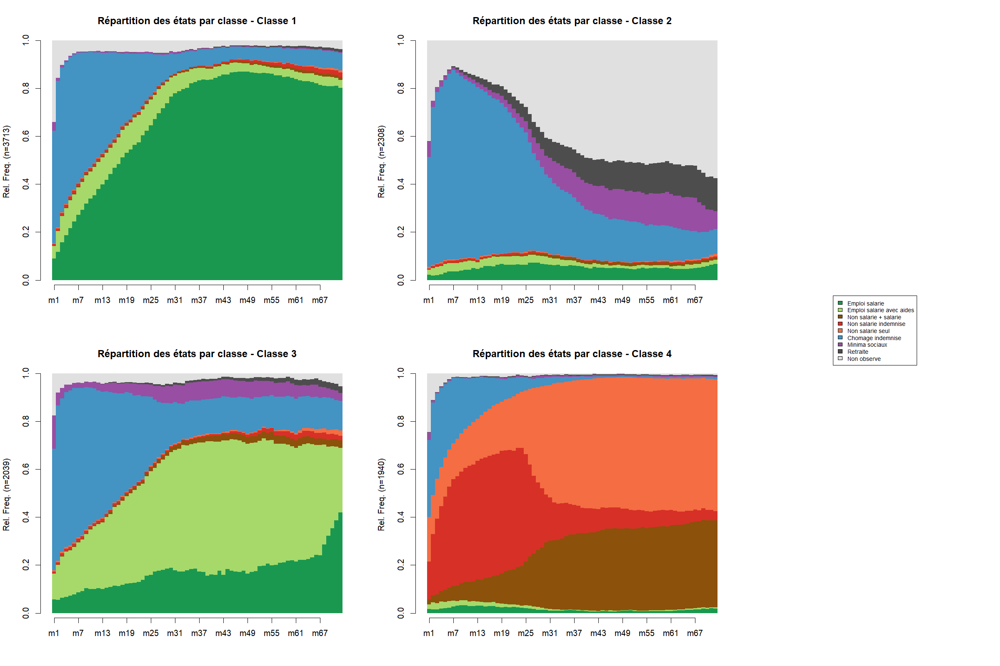 Répartition des états par classe - Classe 1
Rel. Freq. (n=3713)
1.0
0.8
0.6
0.4
0.2
0.0
m1 m7 m13 m19 m25 m31 m37 m43 m49 m55 m61 m67
Répartition des états par classe - Classe 2
Rel. Freq. (n=2308)
1.0
0.8
0.6
0.4
0.2
0.0
m1 m7 m13 m19 m25 m31 m37 m43 m49 m55 m61 m67
Emploi salarie
Emploi salarie avec aides
Non salarie + salarie
Non salarie indemnise
Non salarie seul
Chomage indemnise
Minima sociaux
Retraite
Non observe
Répartition des états par classe - Classe 3
Rel. Freq. (n=2039)
1.0
0.8
0.6
0.4
0.2
0.0
m1 m7 m13 m19 m25 m31 m37 m43 m49 m55 m61 m67
Répartition des états par classe - Classe 4
Rel. Freq. (n=1940)
1.0
0.8
0.6
0.4
0.2
0.0
m1 m7 m13 m19 m25 m31 m37 m43 m49 m55 m61 m67